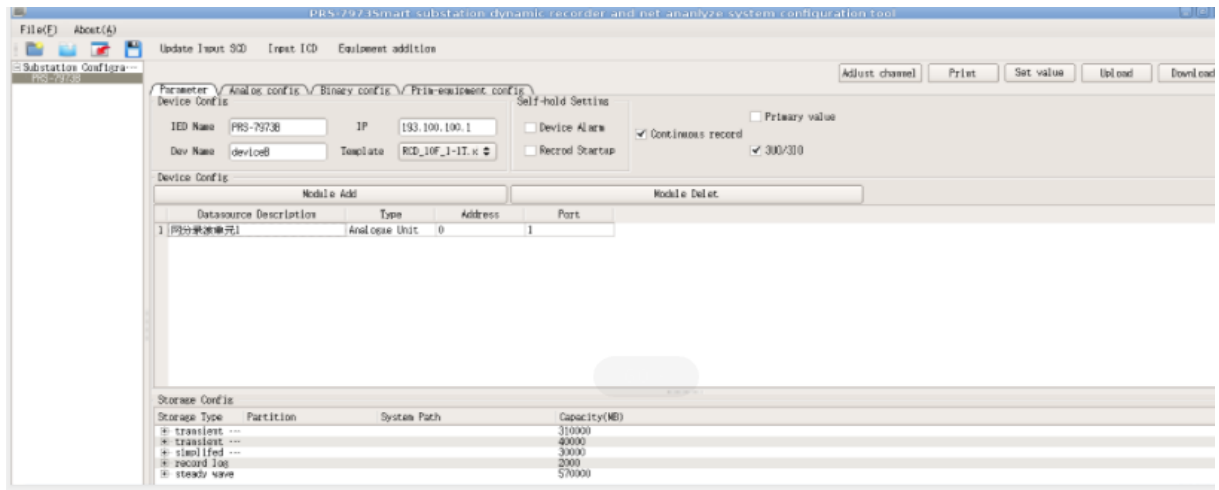 PRS-7973Smart substation dynamic recorder and net ananlyze system configuration tool
File(F) About(A)
Update Input SCD Input ICD Equipment addition
Substation Configra...
PRS-7973B
Adjust channel Print Set value Upload Download
Parameter Analog config Binary config Prim-equipment config
Device Config Self-hold Setting
IED Name PRS-7973B IP 193.100.100.1 Device Alarm Continuous record Primary value
Dev Name deviceB Template RCD_10F_1-1T.x Recrod Startup 3U0/3I0
Device Config
Module Add Module Delet
Datasource Description Type Address Port
1 同分录波单元1 Analogue Unit 0 1
Storage Config
Storage Type Partition System Path Capacity(MB)
transient ... 310000
transient ... 40000
simplifed ... 30000
record log 2000
steady wave 570000